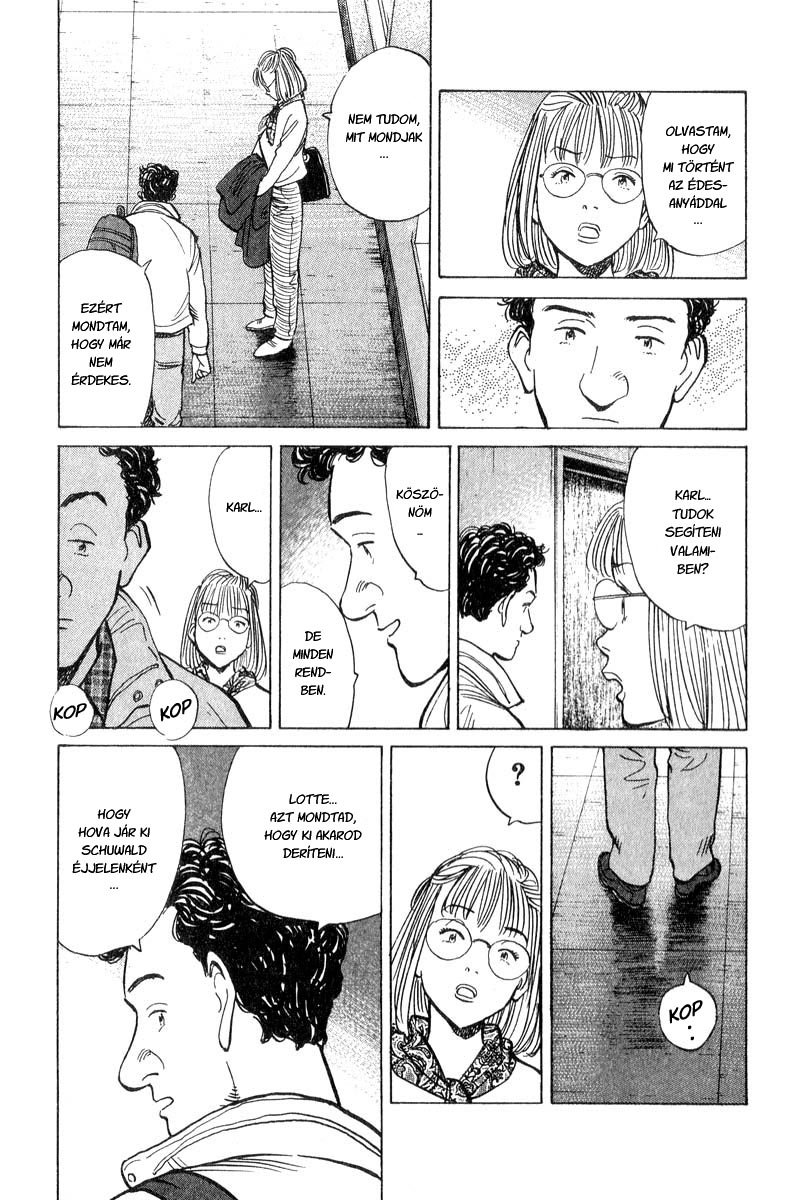 OLVASTAM,
HOGY
MI TÖRTÉNT
AZ ÉDES-
ANYÁDDAL
...
NEM TUDOM,
MIT MONDJAK
...
EZÉRT
MONDTAM,
HOGY MÁR
NEM
ÉRDEKES.
KARL...
TUDOK
SEGÍTENI
VALAMI-
BEN?
KÖSZÖ-
NÖM
-
DE
MINDEN
REND-
BEN.
KARL...
KOP
KOP
KOP
..
?
LOTTE...
AZT MONDTAD,
HOGY KI AKAROD
DERÍTENI...
HOGY
HOVA JÁR KI
SCHUWALD
ÉJJELENKÉNT
...